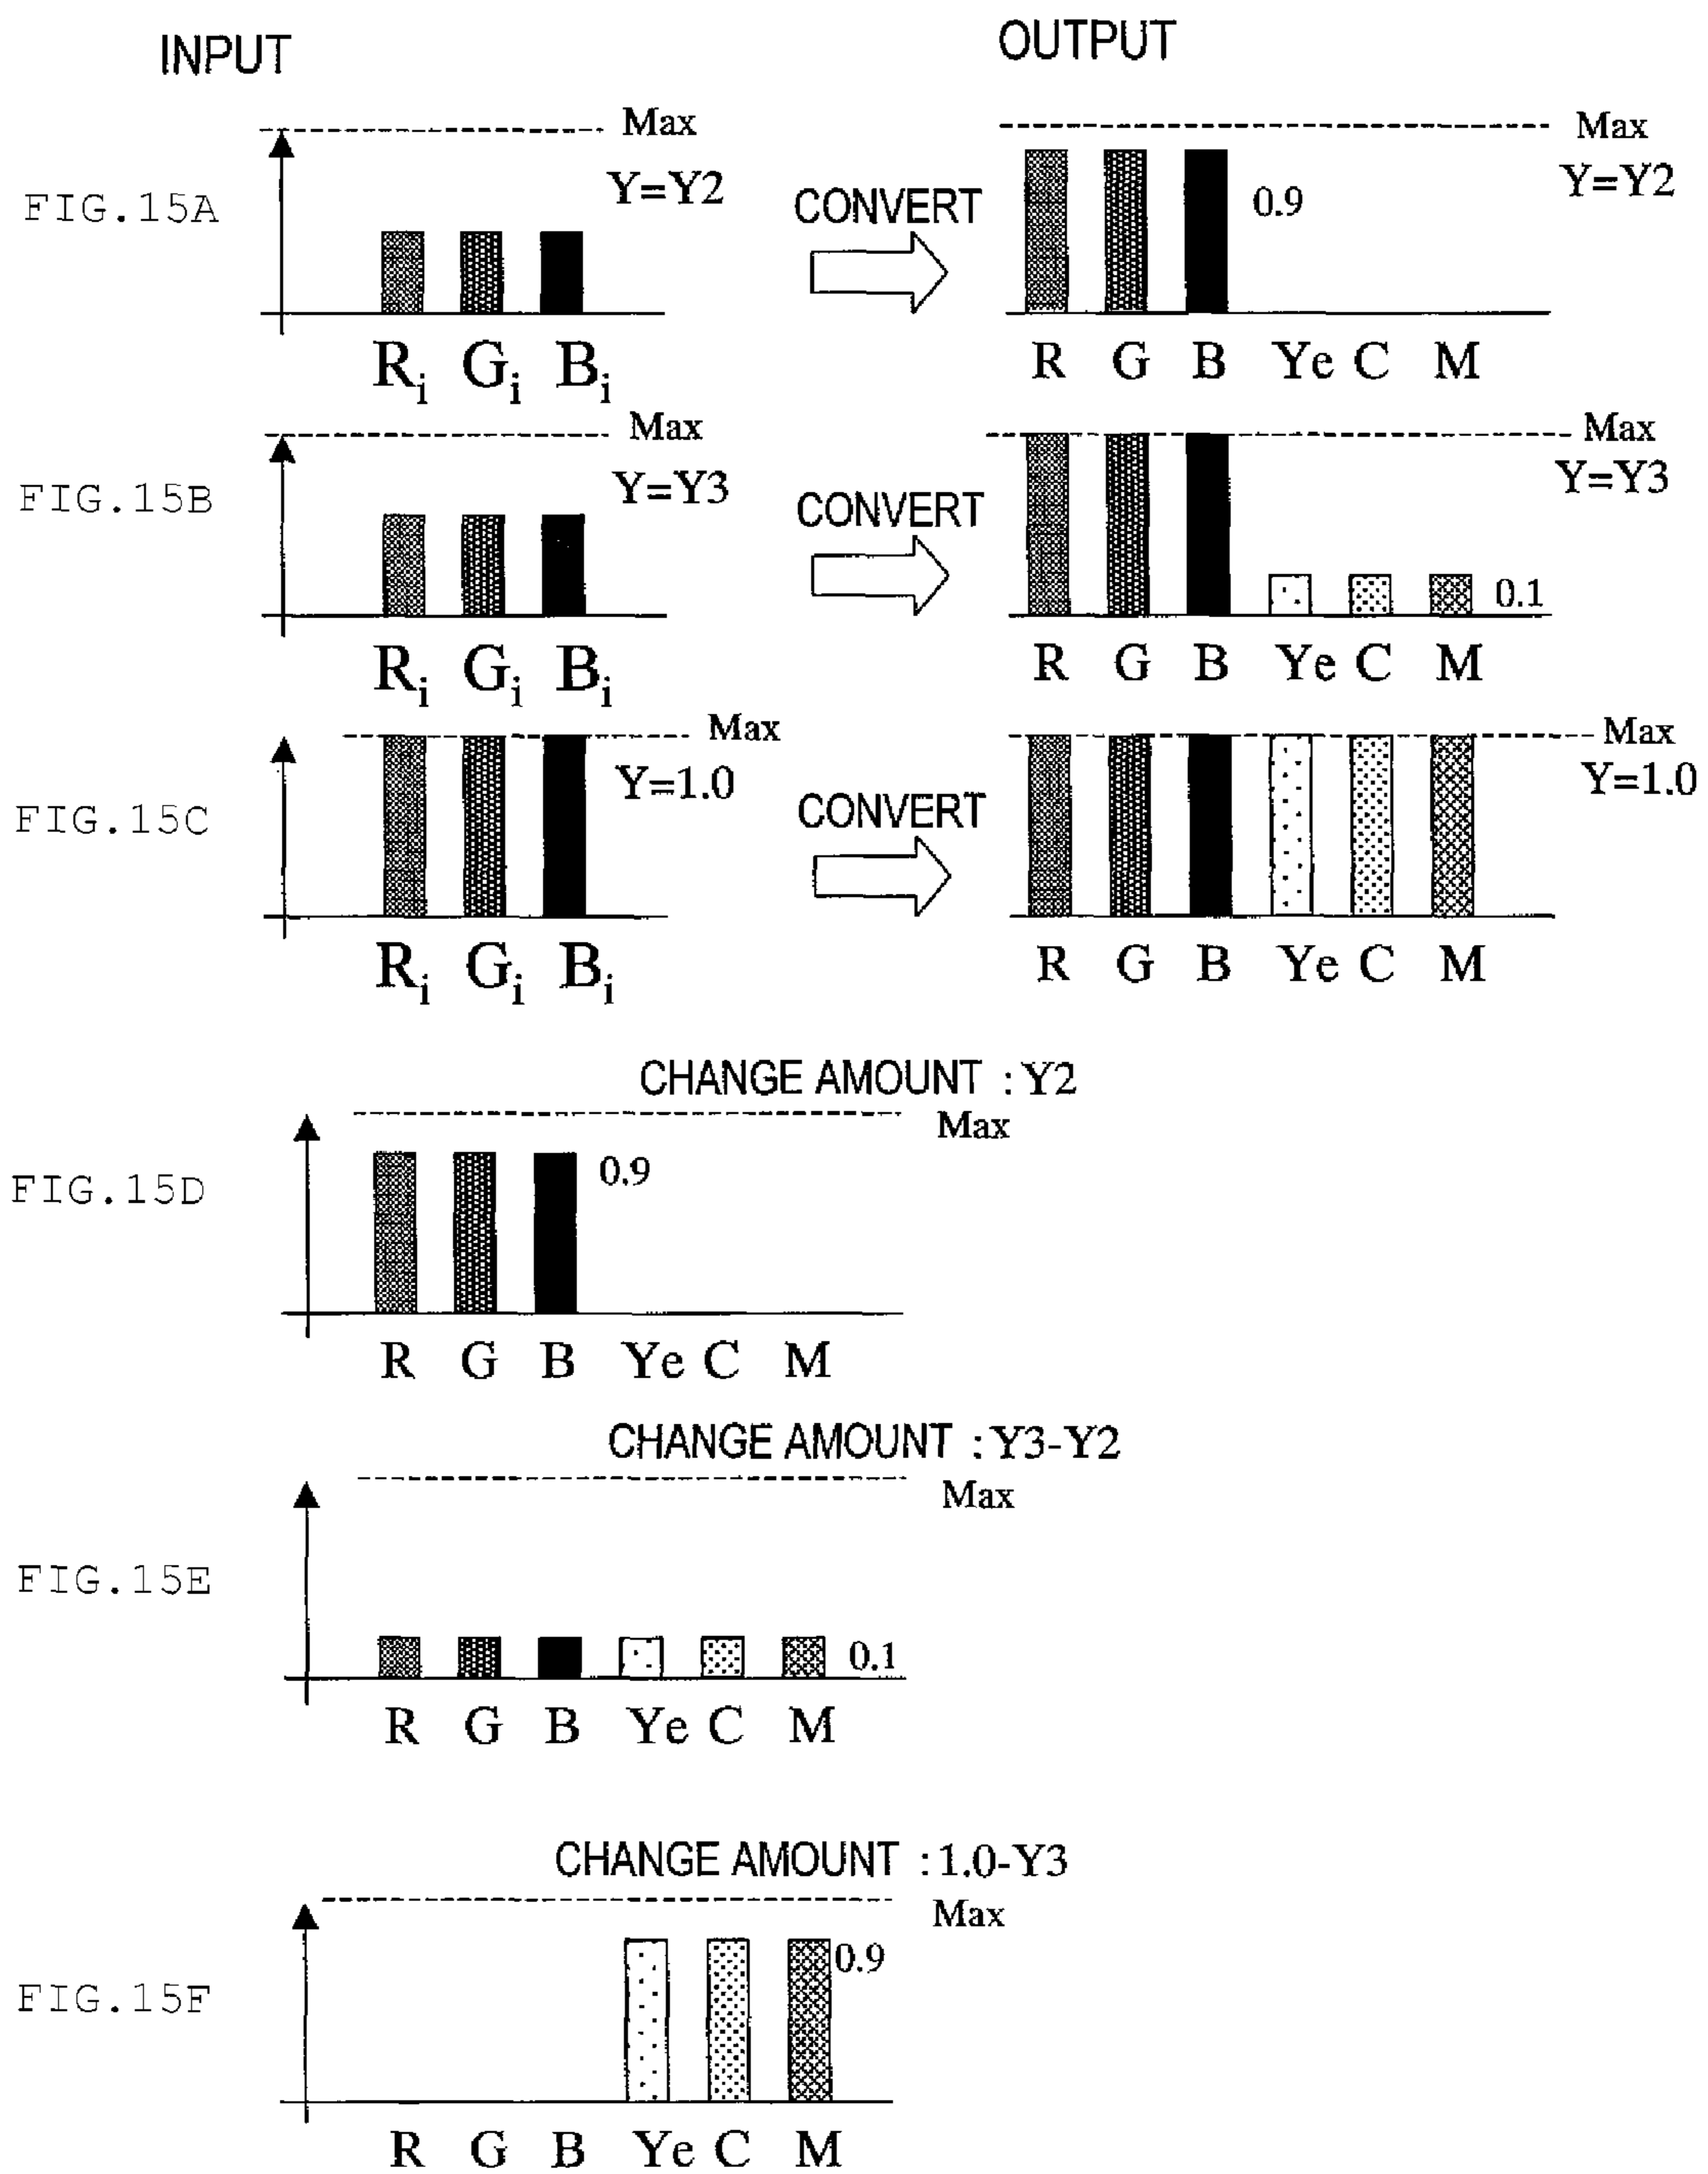 INPUT OUTPUT
Max Max
FIG.15A Y=Y2 CONVERT 0.9 Y=Y2
Ri Gi Bi R G B Ye C M
Max Max
FIG.15B Y=Y3 CONVERT Y=Y3
0.1
Ri Gi Bi R G B Ye C M
Max Max
FIG.15C Y=1.0 CONVERT Y=1.0
Ri Gi Bi R G B Ye C M
CHANGE AMOUNT : Y2
Max
FIG.15D 0.9
R G B Ye C M
CHANGE AMOUNT : Y3-Y2
Max
FIG.15E
0.1
R G B Ye C M
CHANGE AMOUNT : 1.0-Y3
Max
FIG.15F 0.9
R G B Ye C M